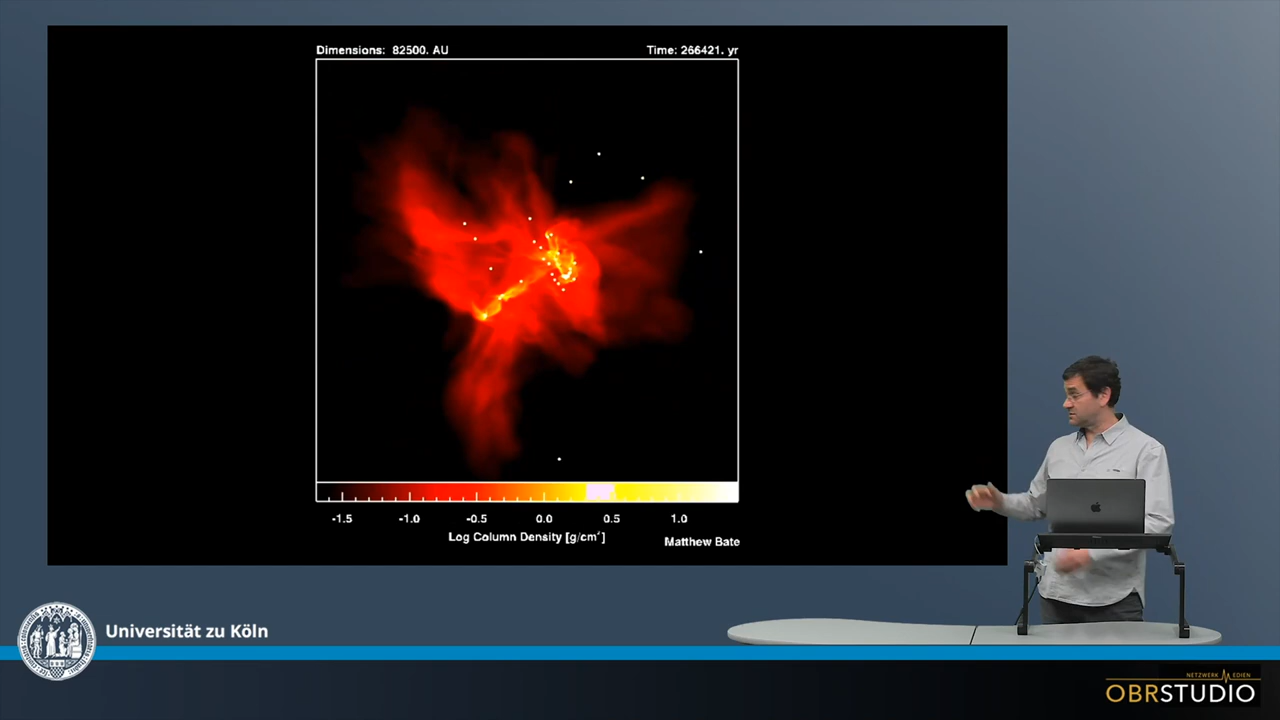 Dimensions: 82500. AU
Time: 266421. yr
-1.5 -1.0 -0.5 0.0 0.5 1.0
Log Column Density [g/cm²]
Matthew Bate
Universität zu Köln
NETZWERK MEDIEN
OBRSTUDIO